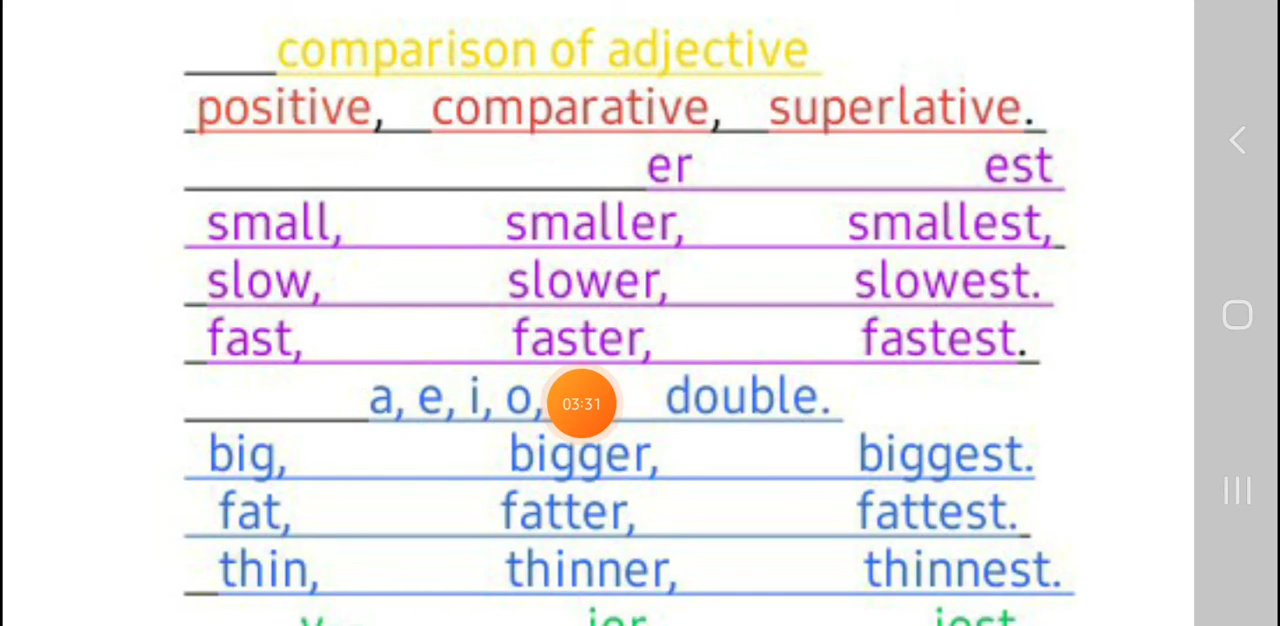 comparison of adjective
positive, comparative, superlative.
er est
small, smaller, smallest,
slow, slower, slowest.
fast, faster, fastest.
a, e, i, o, double.
03:31
big, bigger, biggest.
fat, fatter, fattest.
thin, thinner, thinnest.